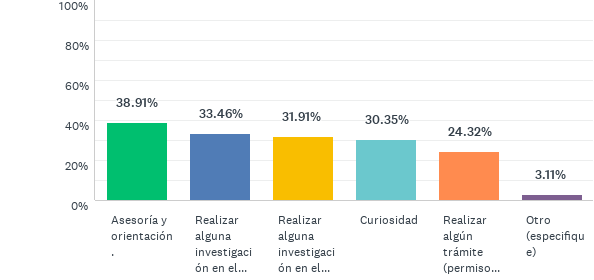 100%
80%
60%
40%
20%
0%
38.91%
33.46%
31.91%
30.35%
24.32%
3.11%
Asesoría y
orientación
.
Realizar
alguna
investigaci
ón en el...
Realizar
alguna
investigaci
ón en el...
Curiosidad
Realizar
algún
trámite
(permiso...
Otro
(especifiqu
e)